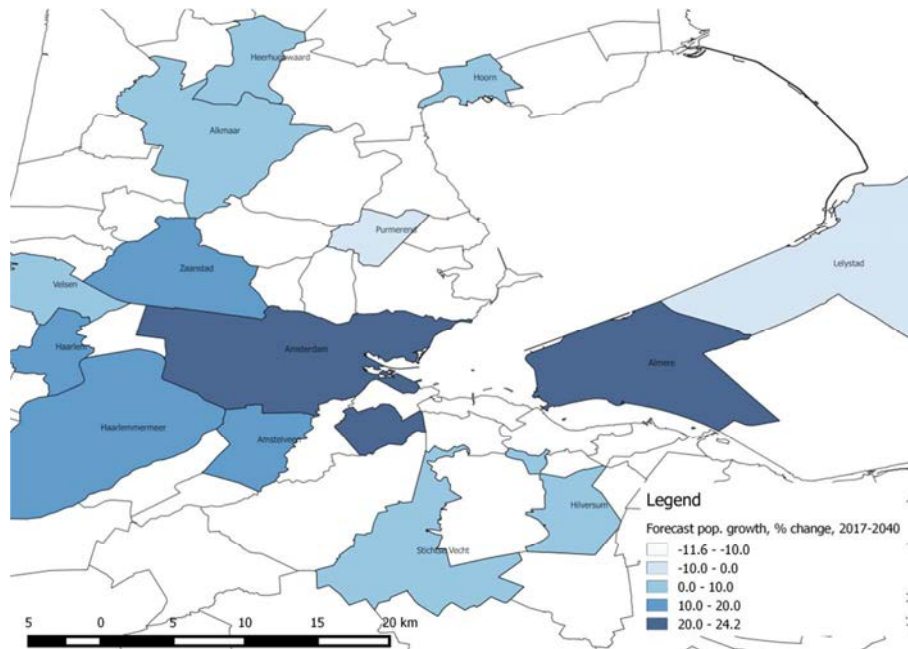 Heerhugowaard
Hoorn
Alkmaar
Purmerend
Lelystad
Zaanstad
Velsen
Haarlem
Amsterdam
Almere
Haarlemmermeer
Amstelveen
Hilversum
Stichtse Vecht
Legend
Forecast pop. growth, % change, 2017-2040
-11.6 - -10.0
-10.0 - 0.0
0.0 - 10.0
10.0 - 20.0
20.0 - 24.2
5 0 5 10 15 20 km